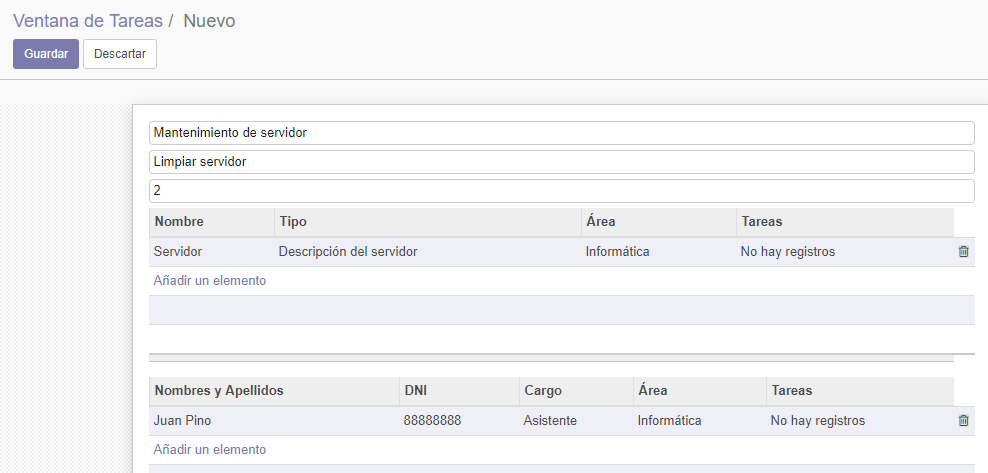 Ventana de Tareas / Nuevo
Guardar Descartar
Mantenimiento de servidor
Limpiar servidor
2
Nombre Tipo Área Tareas
Servidor Descripción del servidor Informática No hay registros
Añadir un elemento
Nombres y Apellidos DNI Cargo Área Tareas
Juan Pino 88888888 Asistente Informática No hay registros
Añadir un elemento